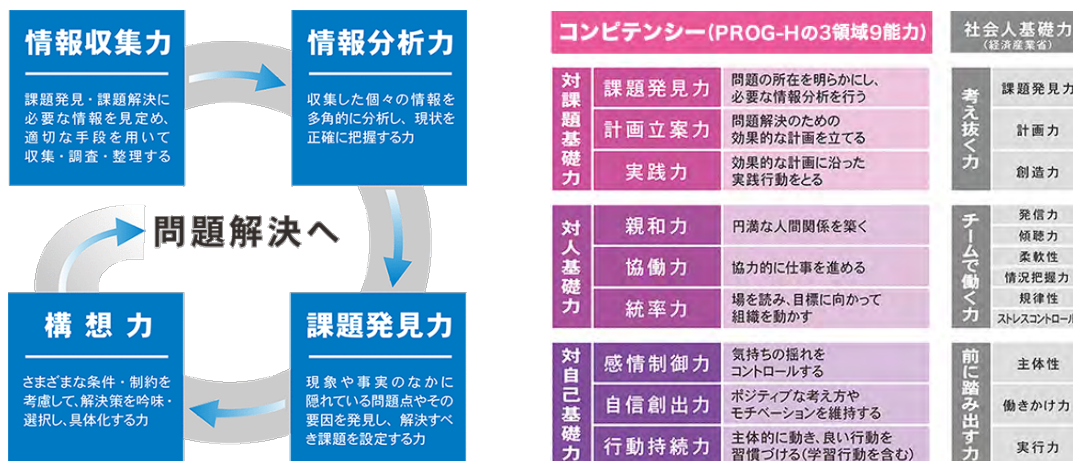 情報収集力
課題発見・課題解決に
必要な情報を見定め、
適切な手段を用いて
収集・調査・整理する
情報分析力
収集した個々の情報を
多角的に分析し、現状を
正確に把握する力
問題解決へ
構想力
さまざまな条件・制約を
考慮して、解決策を吟味・
選択し、具体化する力
課題発見力
現象や事実のなかに
隠れている問題点やその
要因を発見し、解決すべ
き課題を設定する力
コンピテンシー(PROG-Hの3領域9能力)
対課題基礎力
課題発見力
問題の所在を明らかにし、
必要な情報分析を行う
計画立案力
問題解決のための
効果的な計画を立てる
実践力
効果的な計画に沿った
実践行動をとる
対人基礎力
親和力
円満な人間関係を築く
協働力
協力的に仕事を進める
統率力
場を読み、目標に向かって
組織を動かす
対自己基礎力
感情制御力
気持ちの揺れを
コントロールする
自信創出力
ポジティブな考え方や
モチベーションを維持する
行動持続力
主体的に動き、良い行動を
習慣づける(学習行動を含む)
社会人基礎力
(経済産業省)
考え抜く力
課題発見力
計画力
創造力
チームで働く力
発信力
傾聴力
柔軟性
情況把握力
規律性
ストレスコントロール
前に踏み出す力
主体性
働きかけ力
実行力